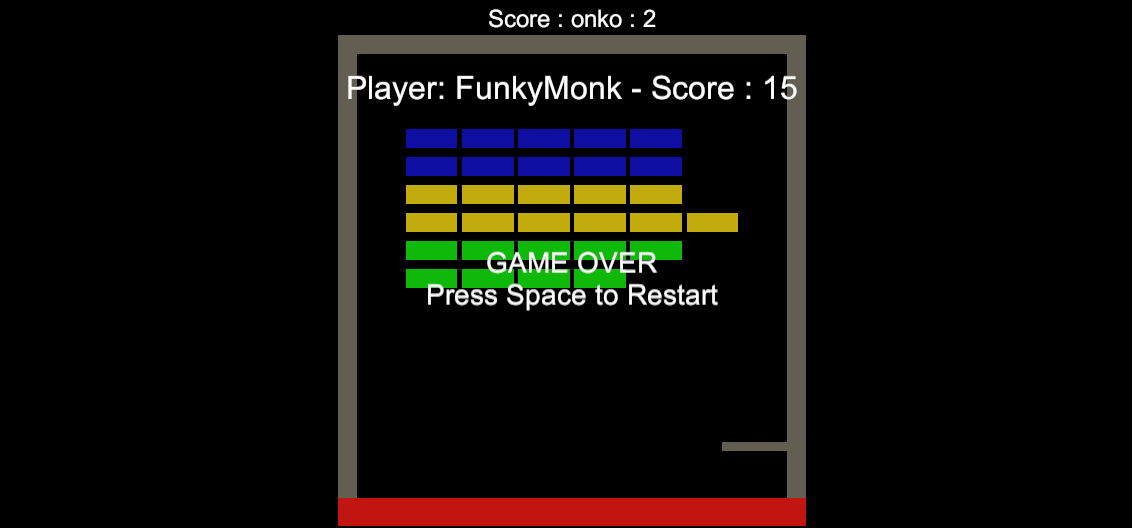 Score : onko : 2
Player: FunkyMonk - Score : 15
GAME OVER
Press Space to Restart